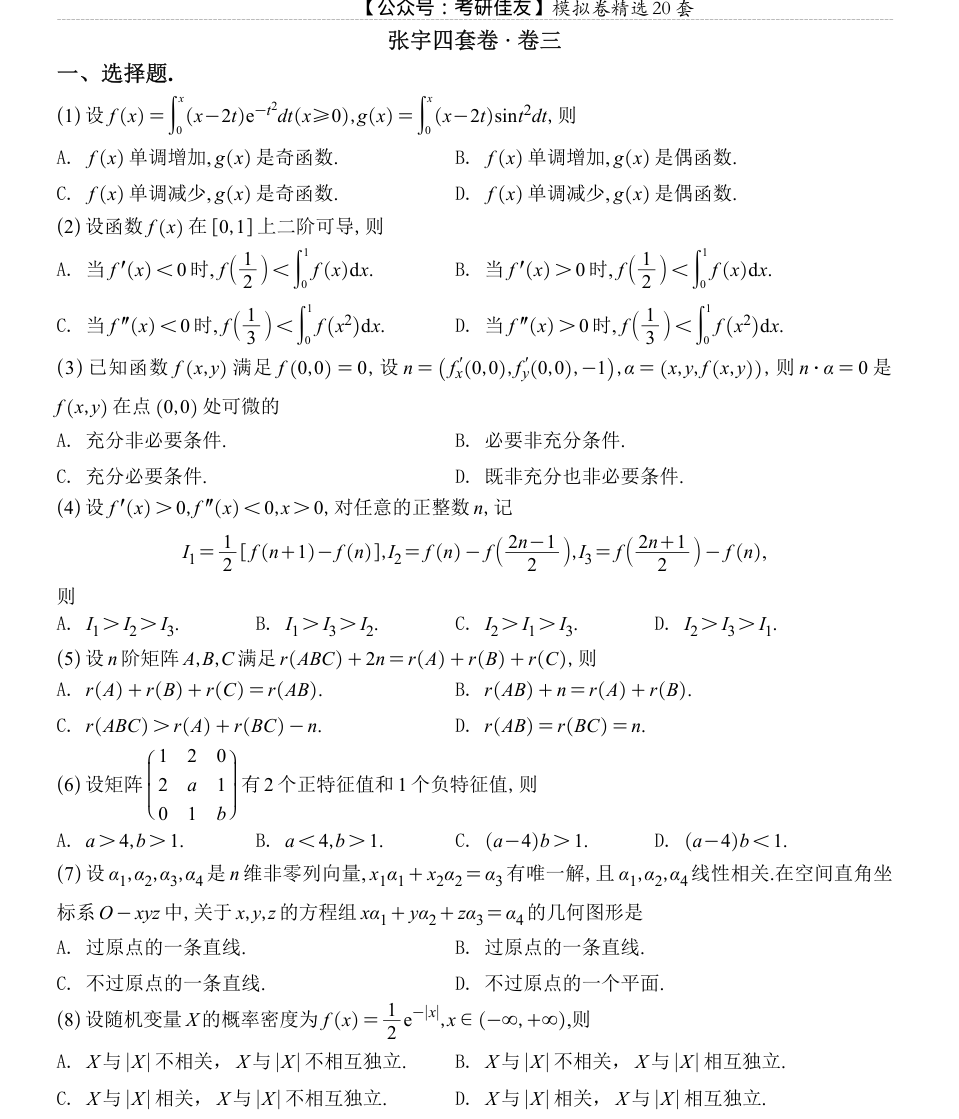 【公众号：考研佳友】模拟卷精选 20 套
张宇四套卷·卷三
一、选择题.
(1) 设 f(x) = ∫₀ˣ (x−2t)e^{−t²}dt(x⩾0), g(x) = ∫₀ˣ (x−2t)sint²dt, 则
A. f(x) 单调增加, g(x) 是奇函数. B. f(x) 单调增加, g(x) 是偶函数.
C. f(x) 单调减少, g(x) 是奇函数. D. f(x) 单调减少, g(x) 是偶函数.
(2) 设函数 f(x) 在 [0,1] 上二阶可导, 则
A. 当 f′(x) < 0 时, f(1/2) < ∫₀¹ f(x)dx. B. 当 f′(x) > 0 时, f(1/2) < ∫₀¹ f(x)dx.
C. 当 f″(x) < 0 时, f(1/3) < ∫₀¹ f(x²)dx. D. 当 f″(x) > 0 时, f(1/3) < ∫₀¹ f(x²)dx.
(3) 已知函数 f(x,y) 满足 f(0,0) = 0, 设 n = (f′ₓ(0,0), f′_y(0,0), −1), α = (x,y,f(x,y)), 则 n·α = 0 是
f(x,y) 在点 (0,0) 处可微的
A. 充分非必要条件. B. 必要非充分条件.
C. 充分必要条件. D. 既非充分也非必要条件.
(4) 设 f′(x) > 0, f″(x) < 0, x > 0, 对任意的正整数 n, 记
I₁ = 1/2 [f(n+1)−f(n)], I₂ = f(n) − f((2n−1)/2), I₃ = f((2n+1)/2) − f(n),
则
A. I₁ > I₂ > I₃. B. I₁ > I₃ > I₂. C. I₂ > I₁ > I₃. D. I₂ > I₃ > I₁.
(5) 设 n 阶矩阵 A,B,C 满足 r(ABC) + 2n = r(A) + r(B) + r(C), 则
A. r(A) + r(B) + r(C) = r(AB). B. r(AB) + n = r(A) + r(B).
C. r(ABC) > r(A) + r(BC) − n. D. r(AB) = r(BC) = n.
(6) 设矩阵 (1 2 0
2 a 1
0 1 b) 有 2 个正特征值和 1 个负特征值, 则
A. a > 4, b > 1. B. a < 4, b > 1. C. (a−4)b > 1. D. (a−4)b < 1.
(7) 设 α₁,α₂,α₃,α₄ 是 n 维非零列向量, x₁α₁ + x₂α₂ = α₃ 有唯一解, 且 α₁,α₂,α₄ 线性相关.在空间直角坐
标系 O−xyz 中, 关于 x,y,z 的方程组 xα₁ + yα₂ + zα₃ = α₄ 的几何图形是
A. 过原点的一条直线. B. 过原点的一条直线.
C. 不过原点的一条直线. D. 不过原点的一个平面.
(8) 设随机变量 X 的概率密度为 f(x) = 1/2 e^{−|x|}, x ∈ (−∞, +∞),则
A. X 与 |X| 不相关, X 与 |X| 不相互独立. B. X 与 |X| 不相关, X 与 |X| 相互独立.
C. X 与 |X| 相关, X 与 |X| 不相互独立. D. X 与 |X| 相关, X 与 |X| 相互独立.